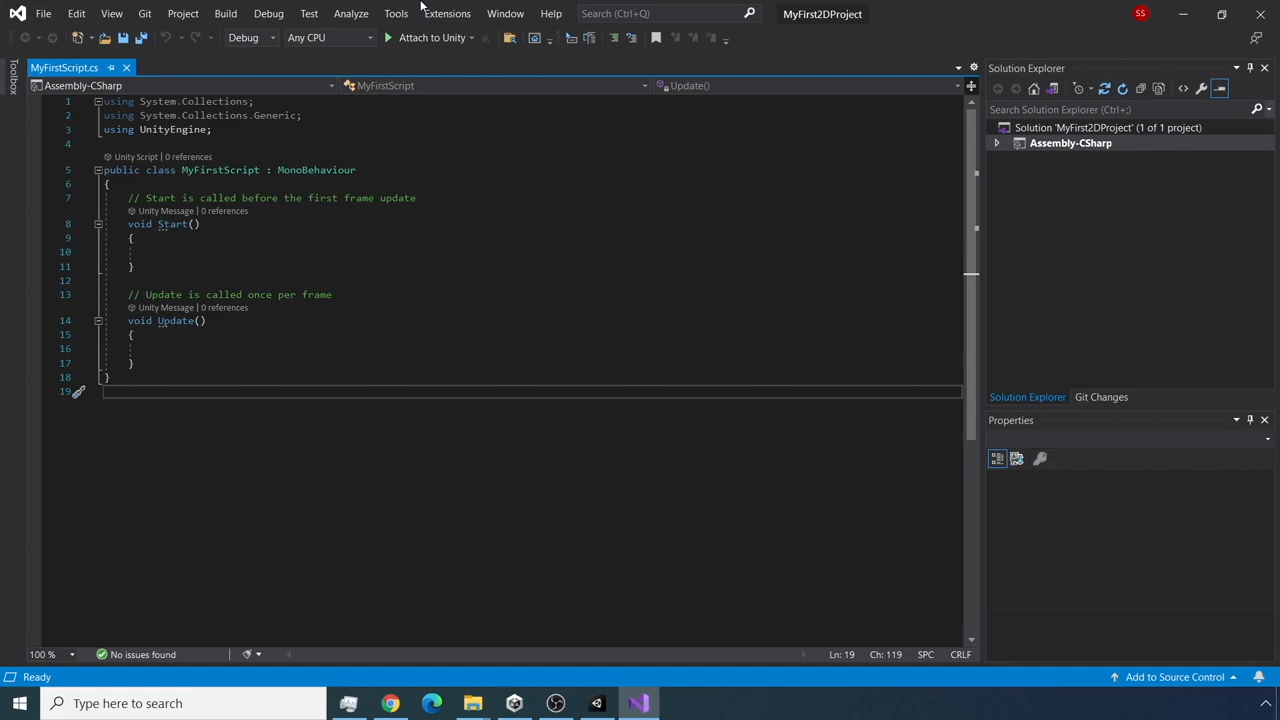 File Edit View Git Project Build Debug Test Analyze Tools Extensions Window Help Search (Ctrl+Q) MyFirst2DProject SS
Debug Any CPU Attach to Unity
Toolbox
MyFirstScript.cs
Assembly-CSharp MyFirstScript Update()
1 using System.Collections;
2 using System.Collections.Generic;
3 using UnityEngine;
4
Unity Script | 0 references
5 public class MyFirstScript : MonoBehaviour
6 {
7 // Start is called before the first frame update
Unity Message | 0 references
8 void Start()
9 {
10
11 }
12
13 // Update is called once per frame
Unity Message | 0 references
14 void Update()
15 {
16
17 }
18 }
19
100 % No issues found Ln: 19 Ch: 119 SPC CRLF
Solution Explorer
Search Solution Explorer (Ctrl+;)
Solution 'MyFirst2DProject' (1 of 1 project)
Assembly-CSharp
Solution Explorer Git Changes
Properties
Ready Add to Source Control
Type here to search